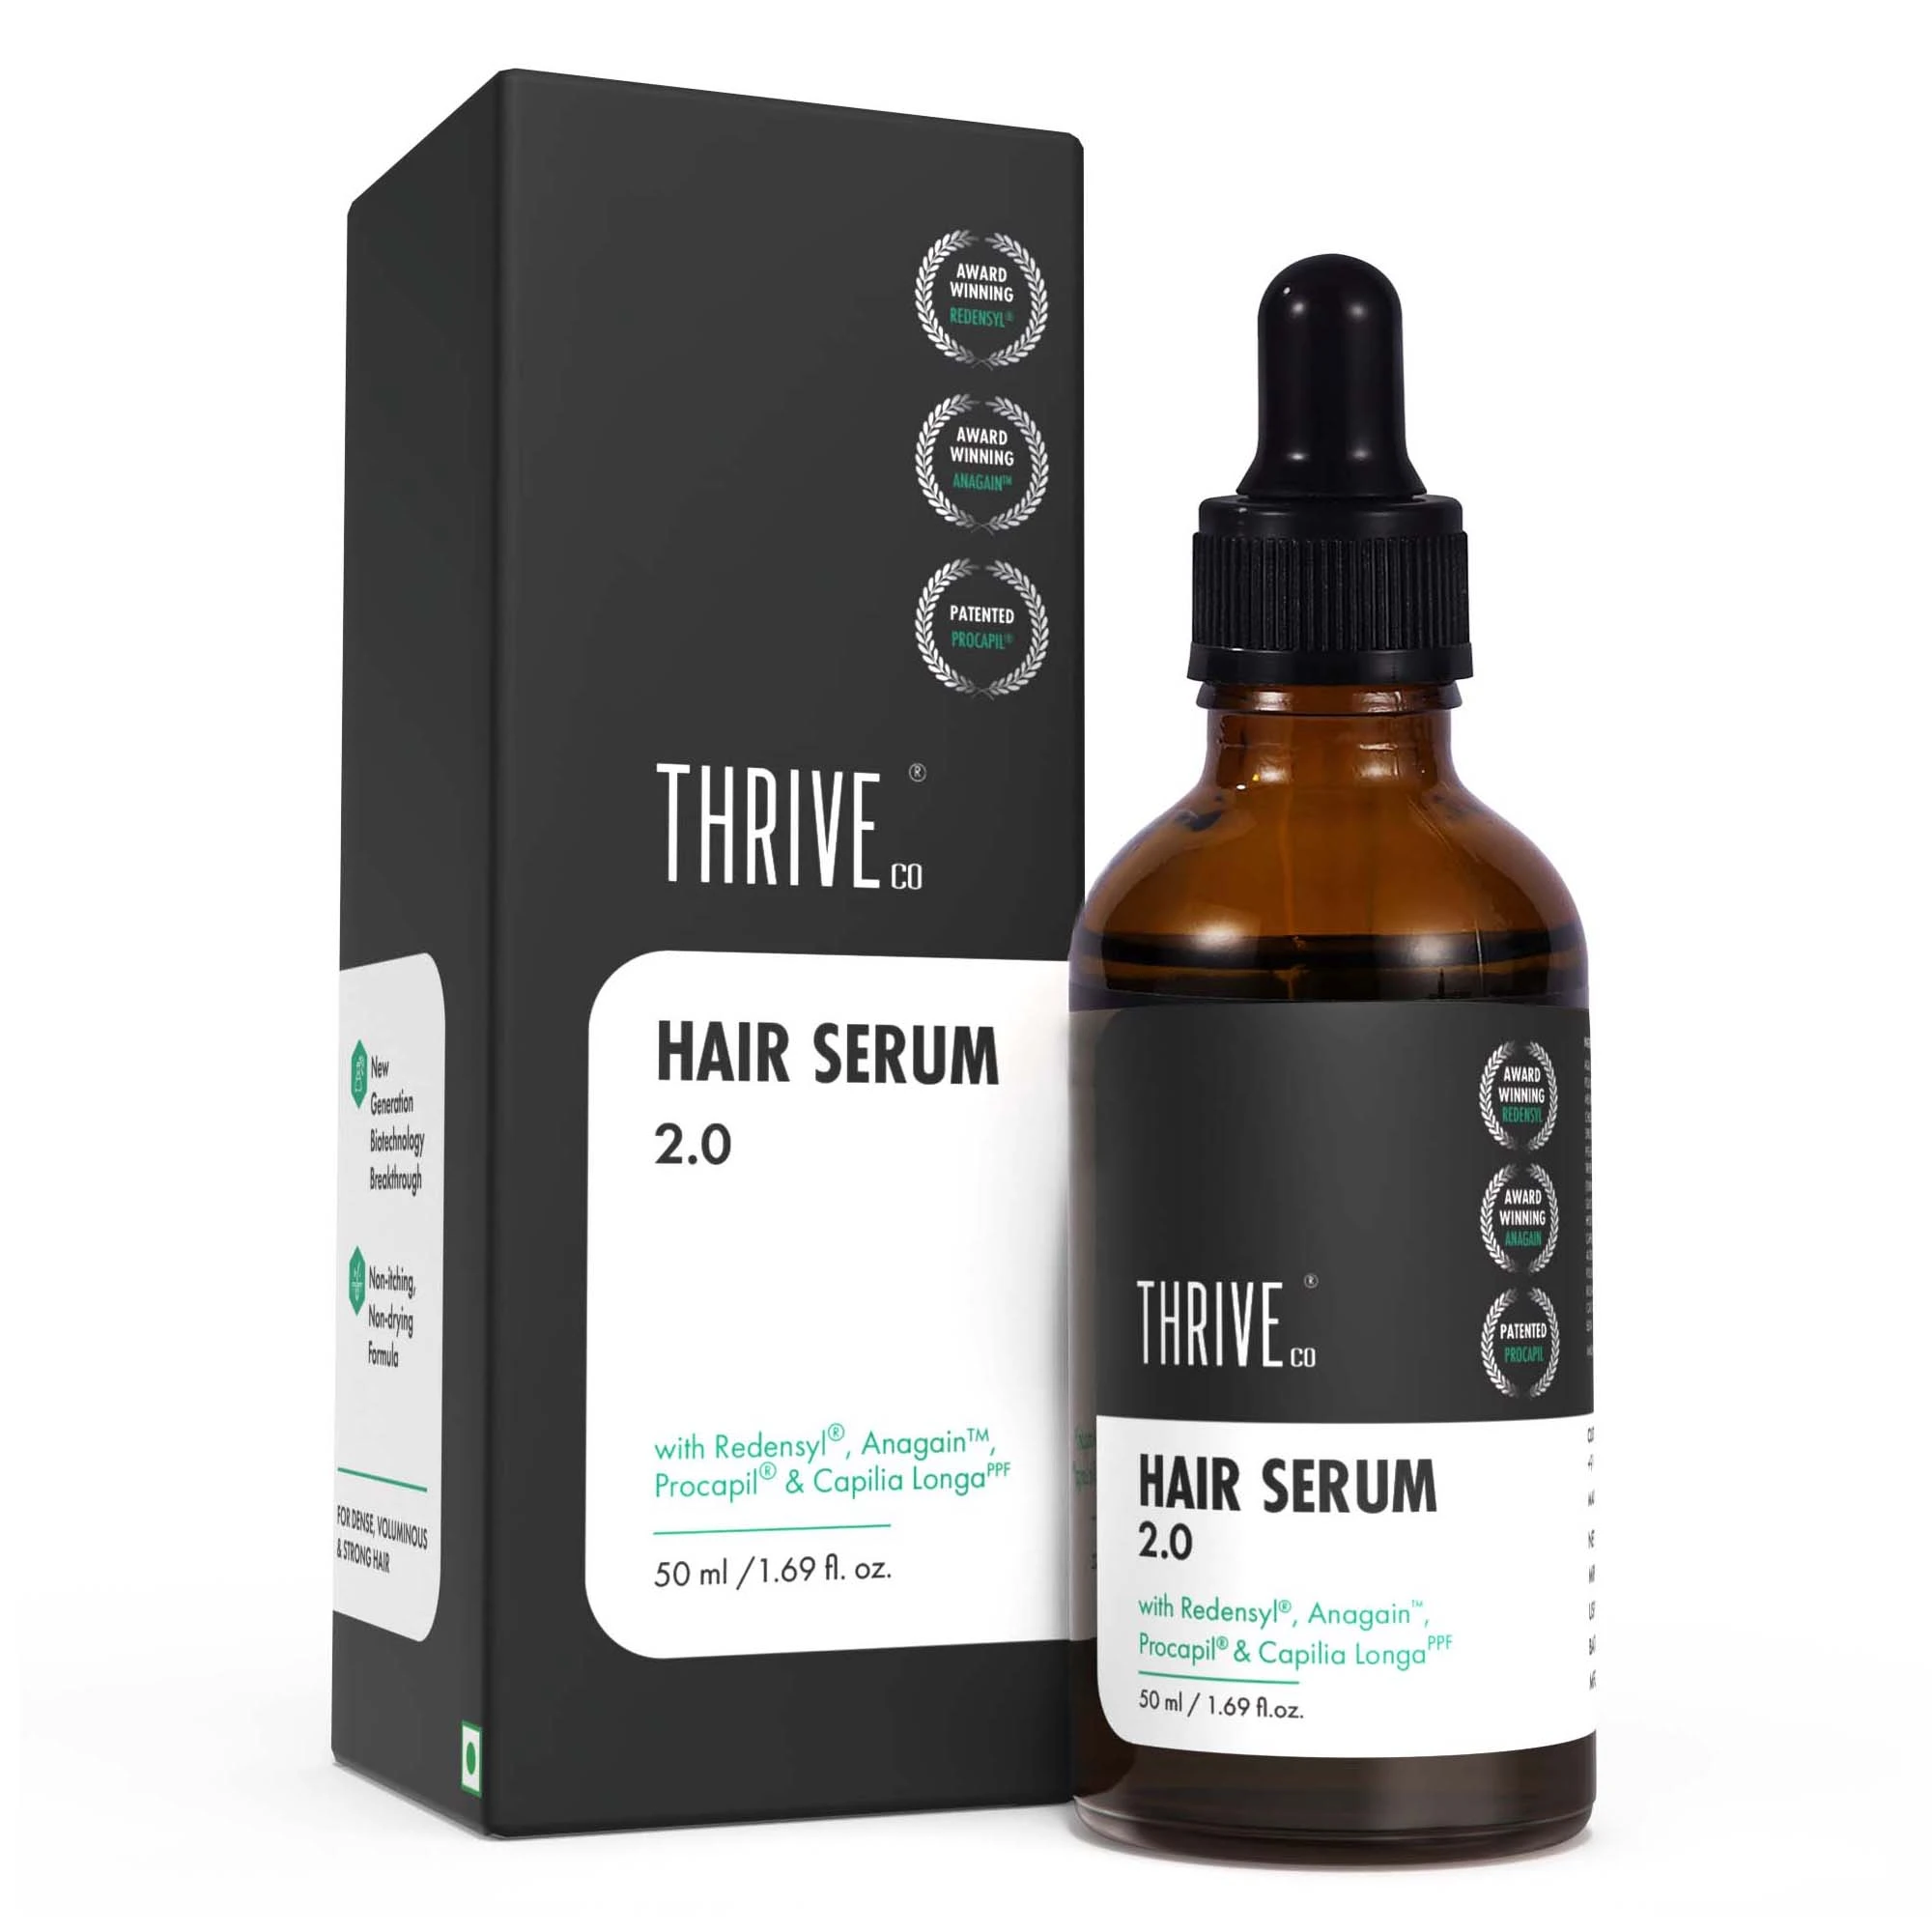 AWARD
WINNING
REDENSYL®
AWARD
WINNING
ANAGAIN™
PATENTED
PROCAPIL®
THRIVE CO®
HAIR SERUM
2.0
with Redensyl®, Anagain™,
Procapil® & Capilia Longa PPF
50 ml / 1.69 fl. oz.
New
Generation
Biotechnology
Breakthrough
Non-itching,
Non-drying
Formula
FOR DENSE, VOLUMINOUS
& STRONG HAIR
AWARD
WINNING
REDENSYL
AWARD
WINNING
ANAGAIN
PATENTED
PROCAPIL
THRIVE CO®
HAIR SERUM
2.0
with Redensyl®, Anagain™,
Procapil® & Capilia Longa PPF
50 ml / 1.69 fl.oz.